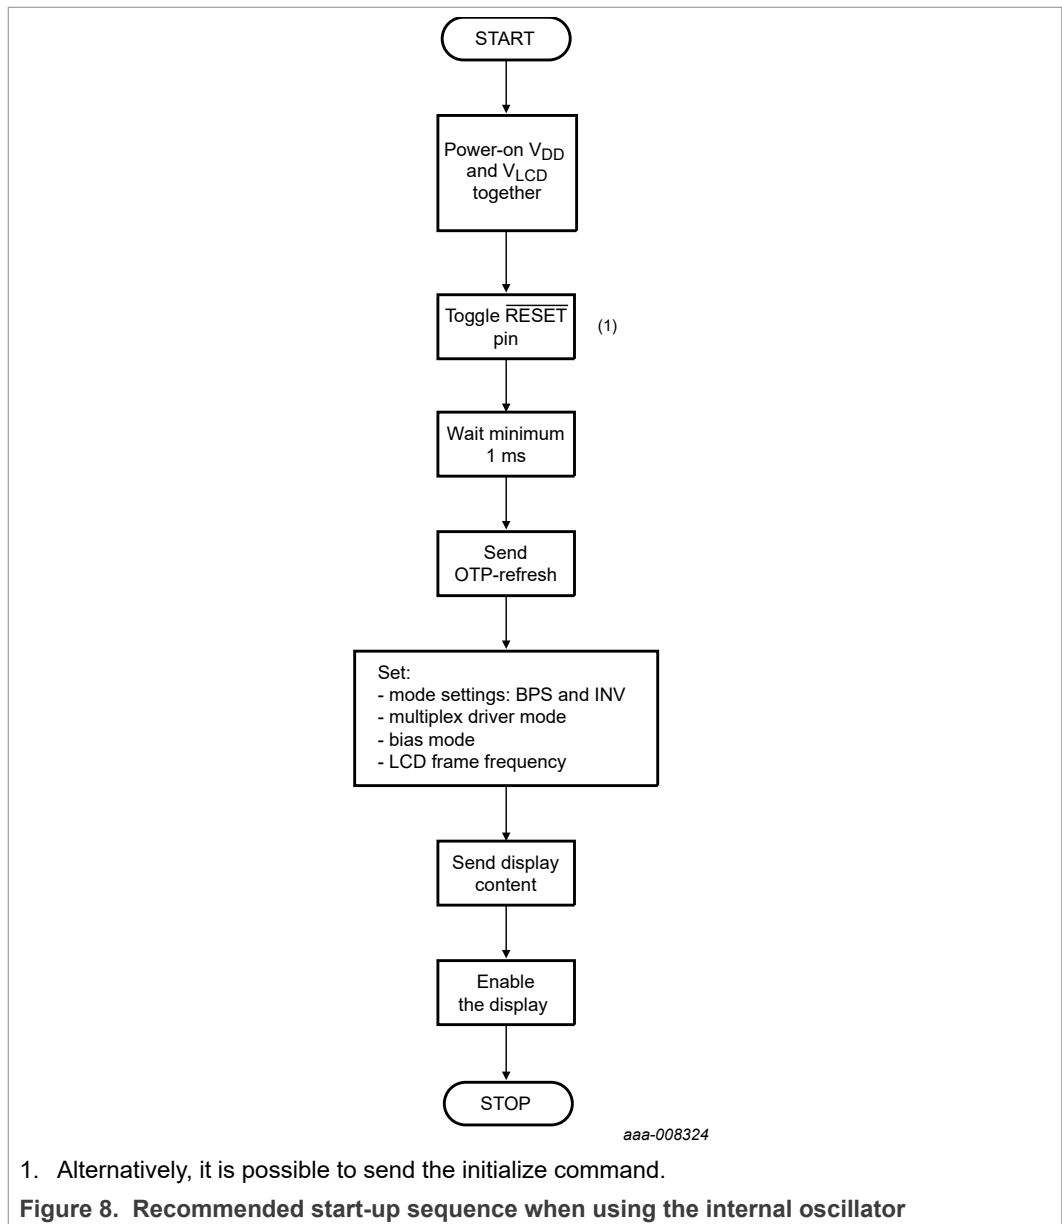 START
Power-on VDD
and VLCD
together
Toggle RESET
pin
(1)
Wait minimum
1 ms
Send
OTP-refresh
Set:
- mode settings: BPS and INV
- multiplex driver mode
- bias mode
- LCD frame frequency
Send display
content
Enable
the display
STOP
aaa-008324
1. Alternatively, it is possible to send the initialize command.
Figure 8. Recommended start-up sequence when using the internal oscillator